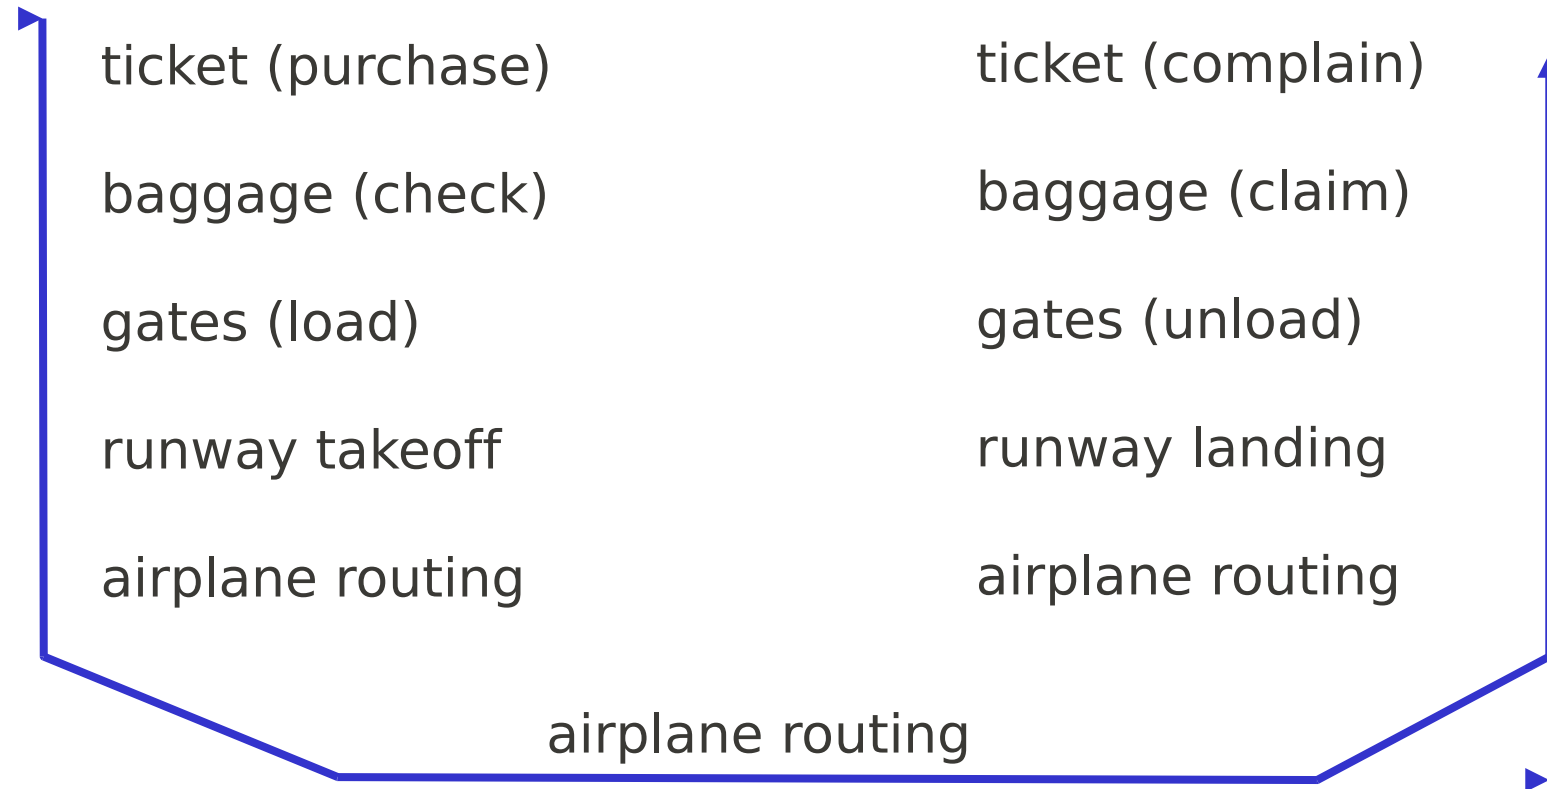 ticket (purchase)
baggage (check)
gates (load)
runway takeoff
airplane routing
ticket (complain)
baggage (claim)
gates (unload)
runway landing
airplane routing
airplane routing